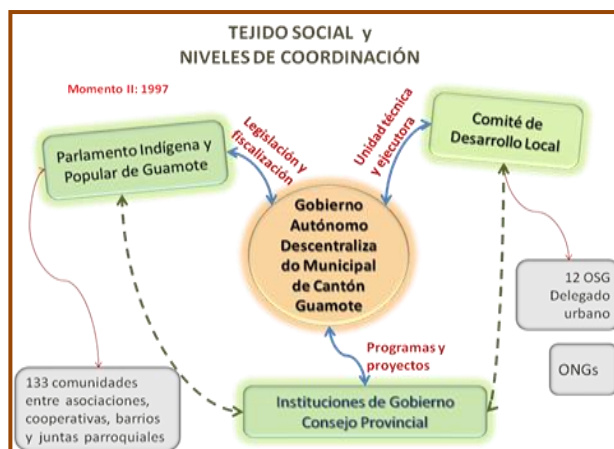 TEJIDO SOCIAL y
NIVELES DE COORDINACIÓN
Momento II: 1997
Parlamento Indígena y
Popular de Guamote
Legislación y
fiscalización
Unidad técnica
y ejecutora
Comité de
Desarrollo Local
Gobierno
Autónomo
Descentraliza
do Municipal
de Cantón
Guamote
12 OSG
Delegado
urbano
ONGs
Programas y
proyectos
133 comunidades
entre asociaciones,
cooperativas, barrios
y juntas parroquiales
Instituciones de Gobierno
Consejo Provincial